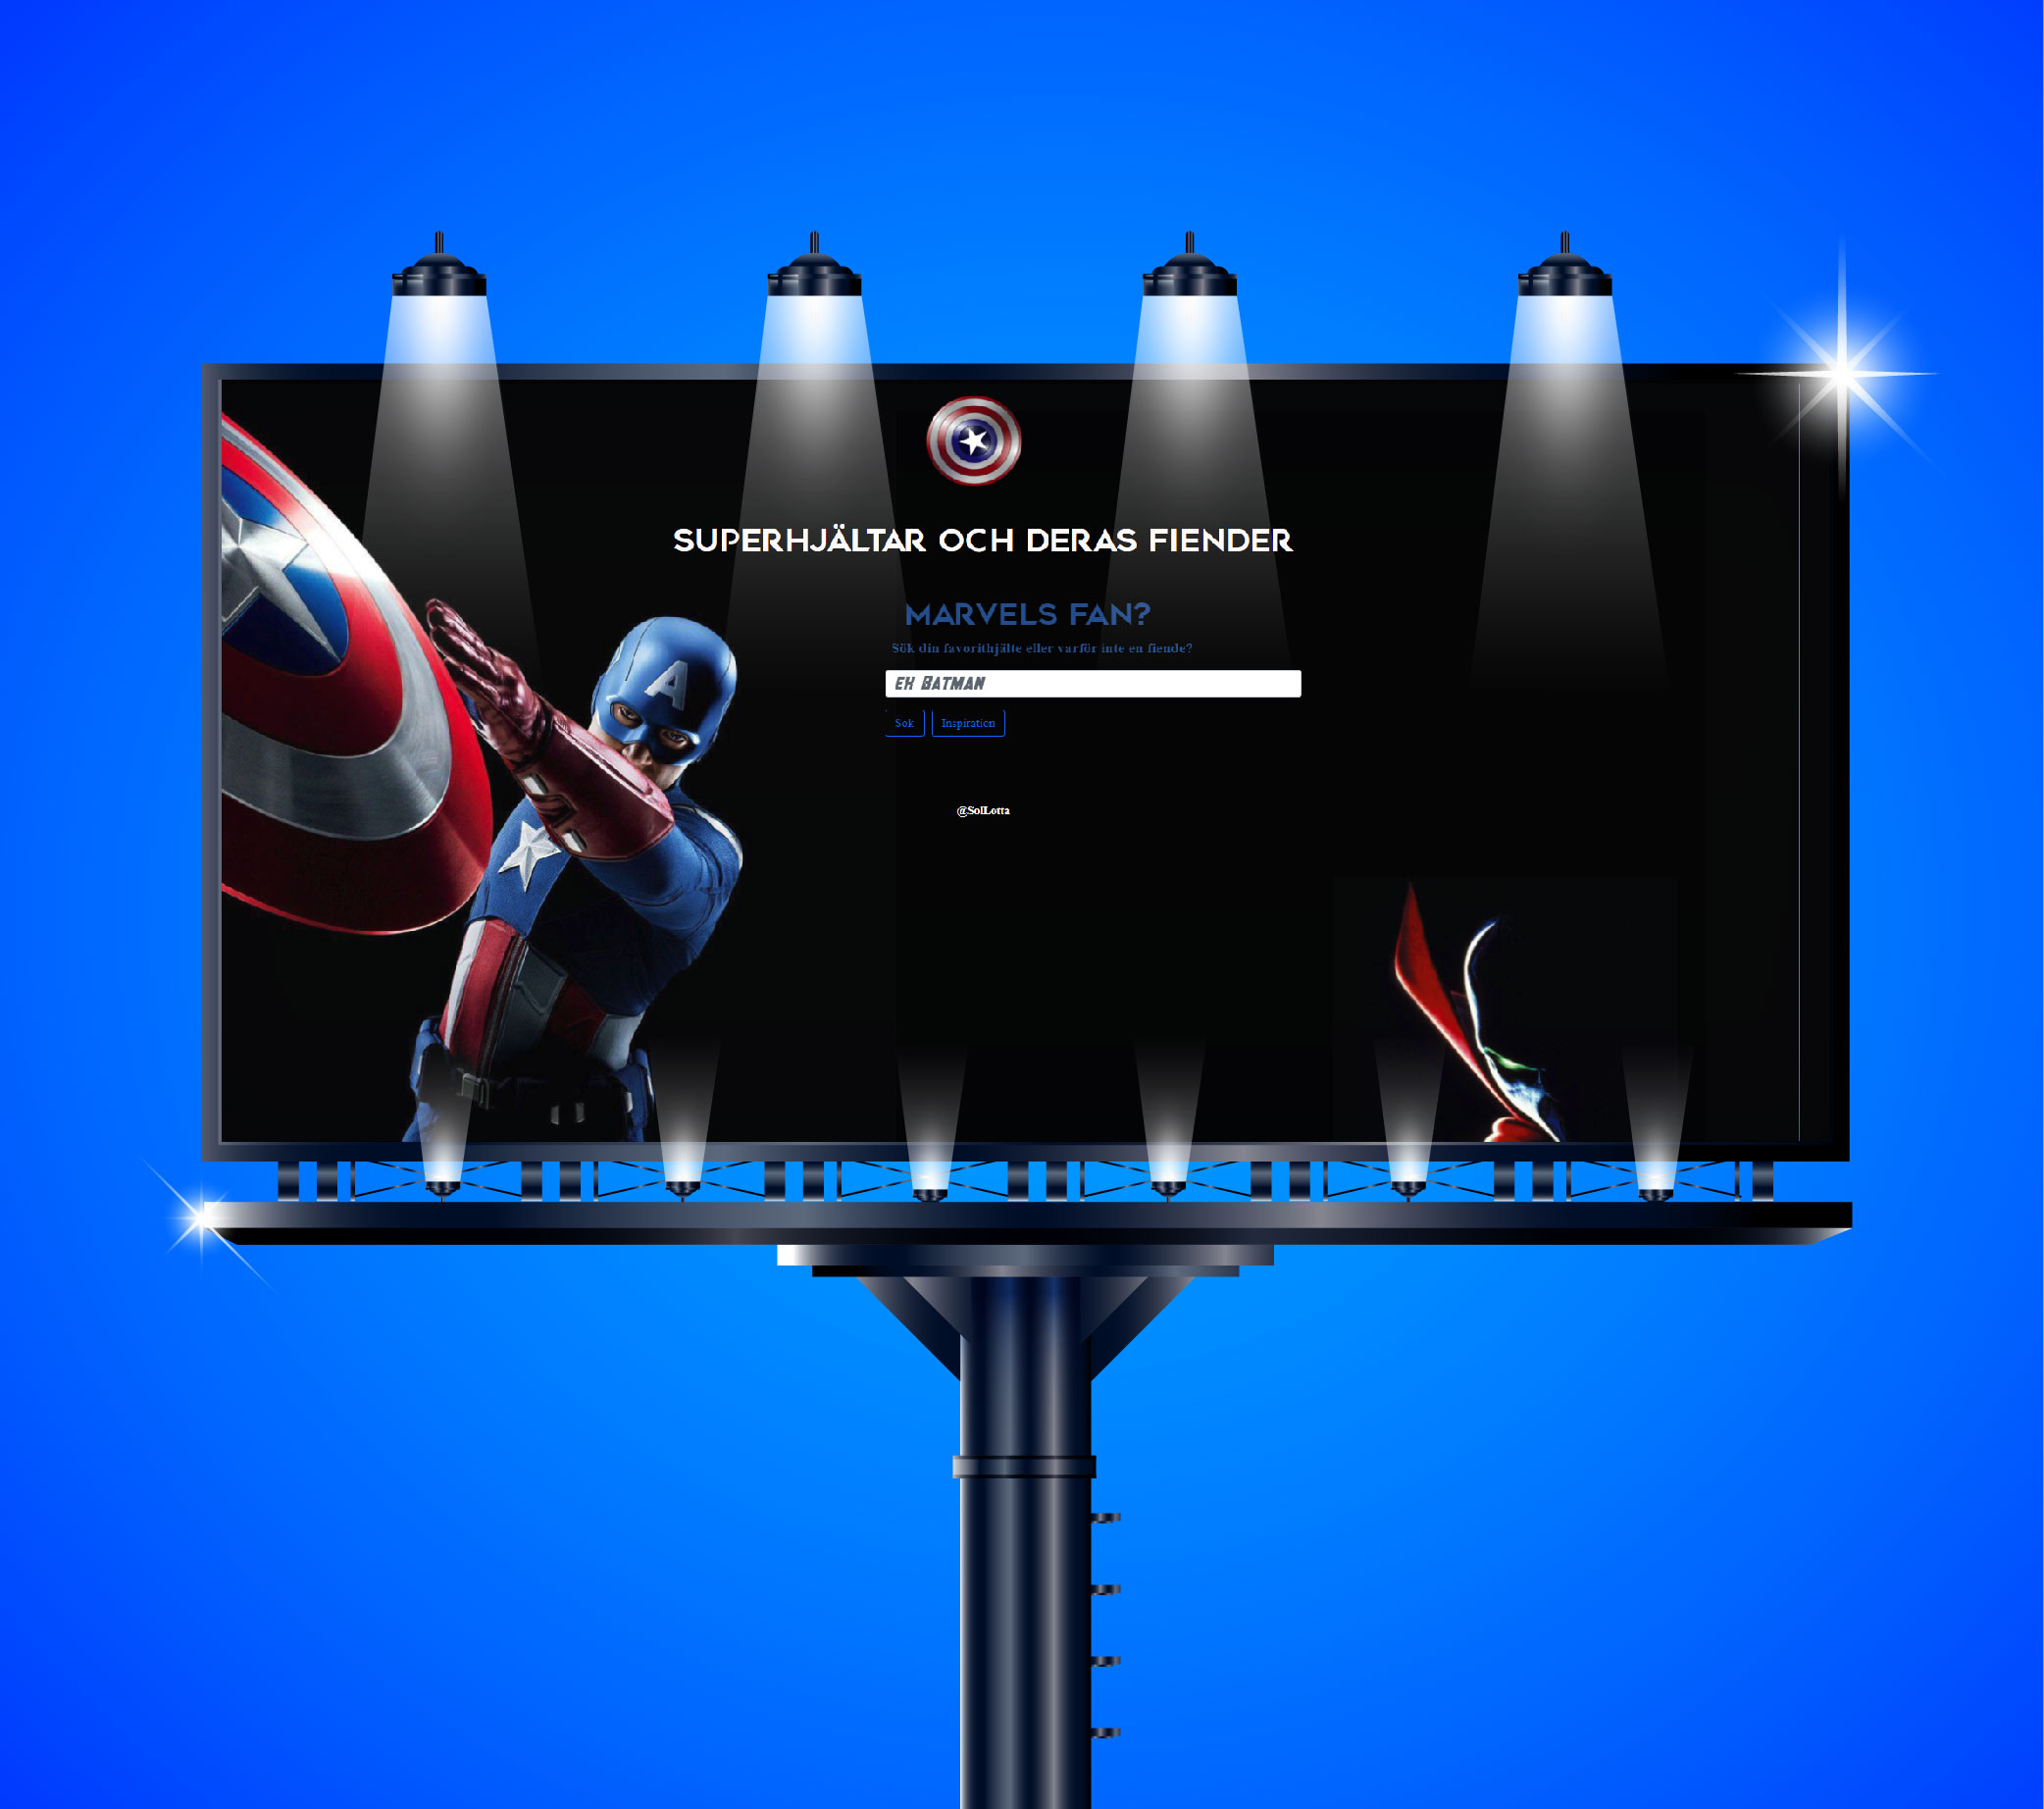 SUPERHJÄLTAR OCH DERAS FIENDER
MARVELS FAN?
Sök din favorithjälte eller varför inte en fiende?
EX BATMAN
Sök Inspiration
@SolLotta
A